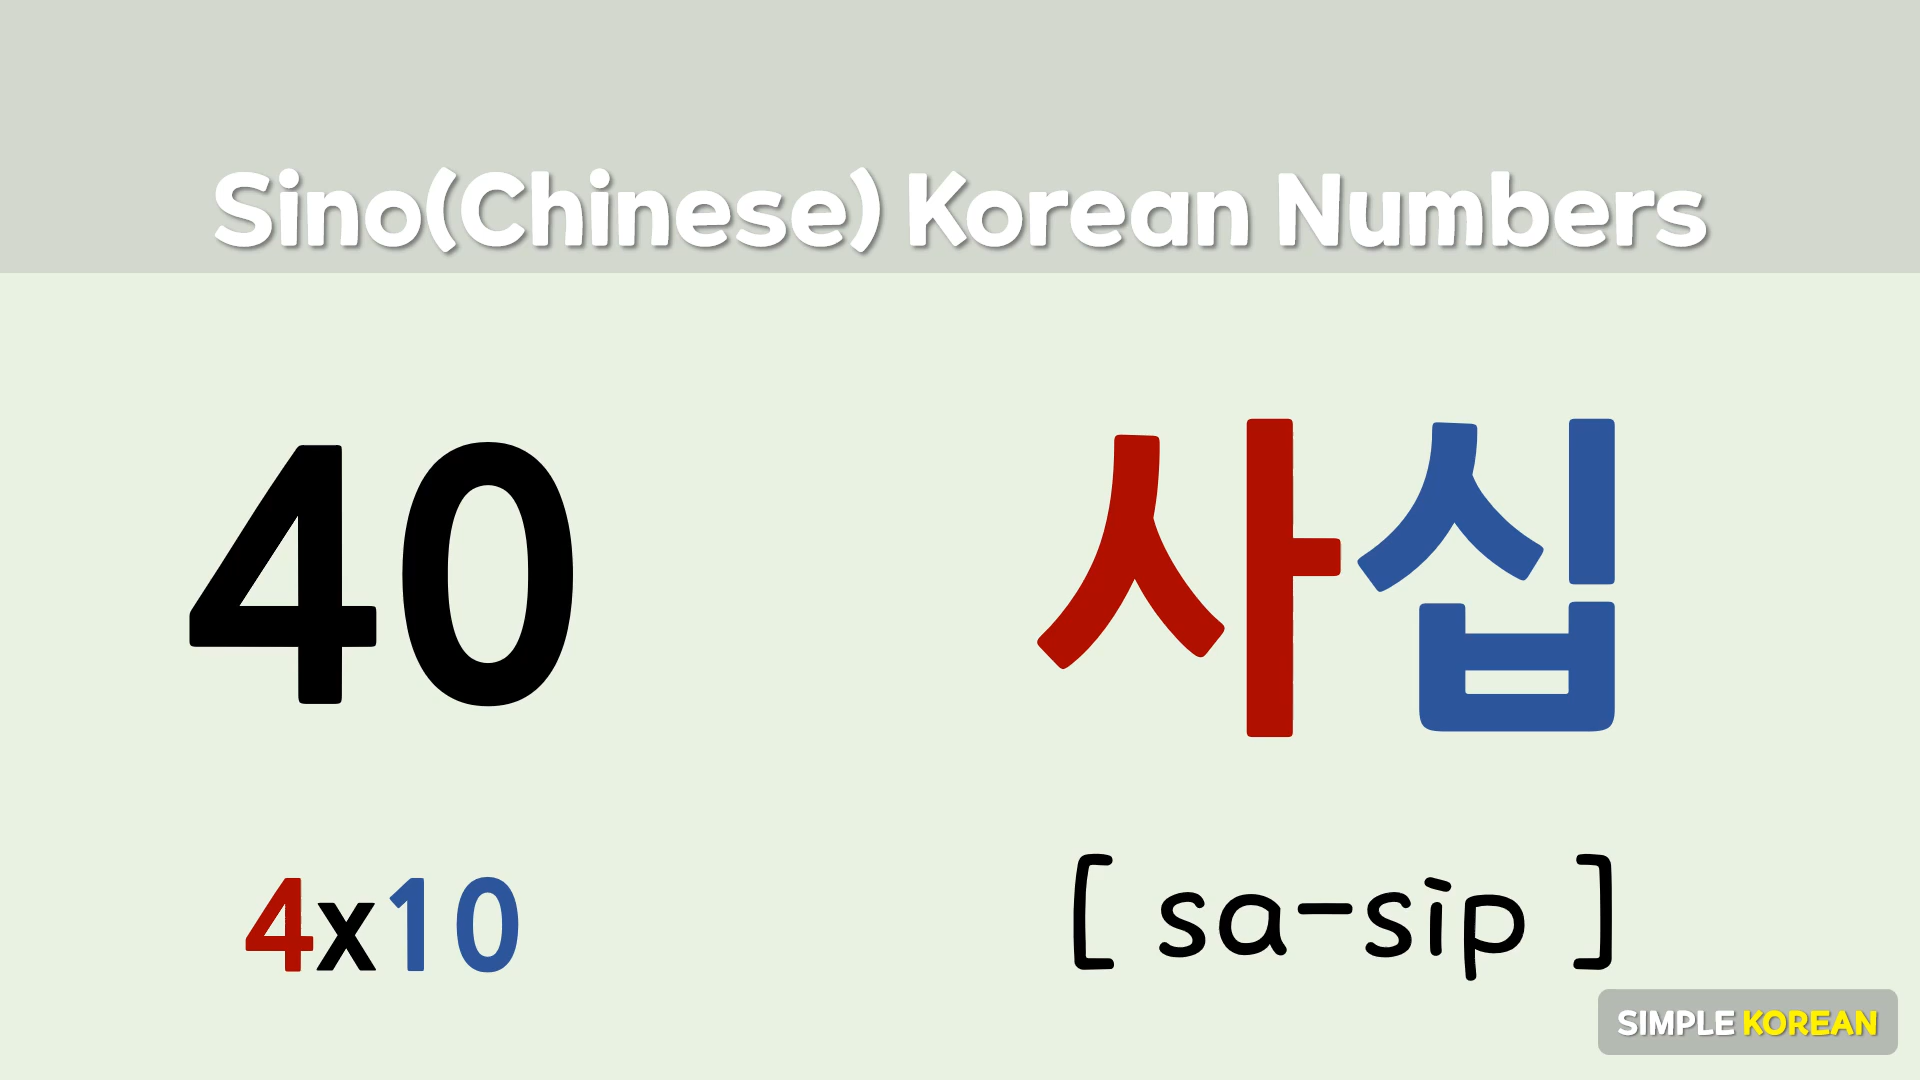 Sino(Chinese) Korean Numbers
40
사십
4x10
[ sa-sip ]
SIMPLE KOREAN